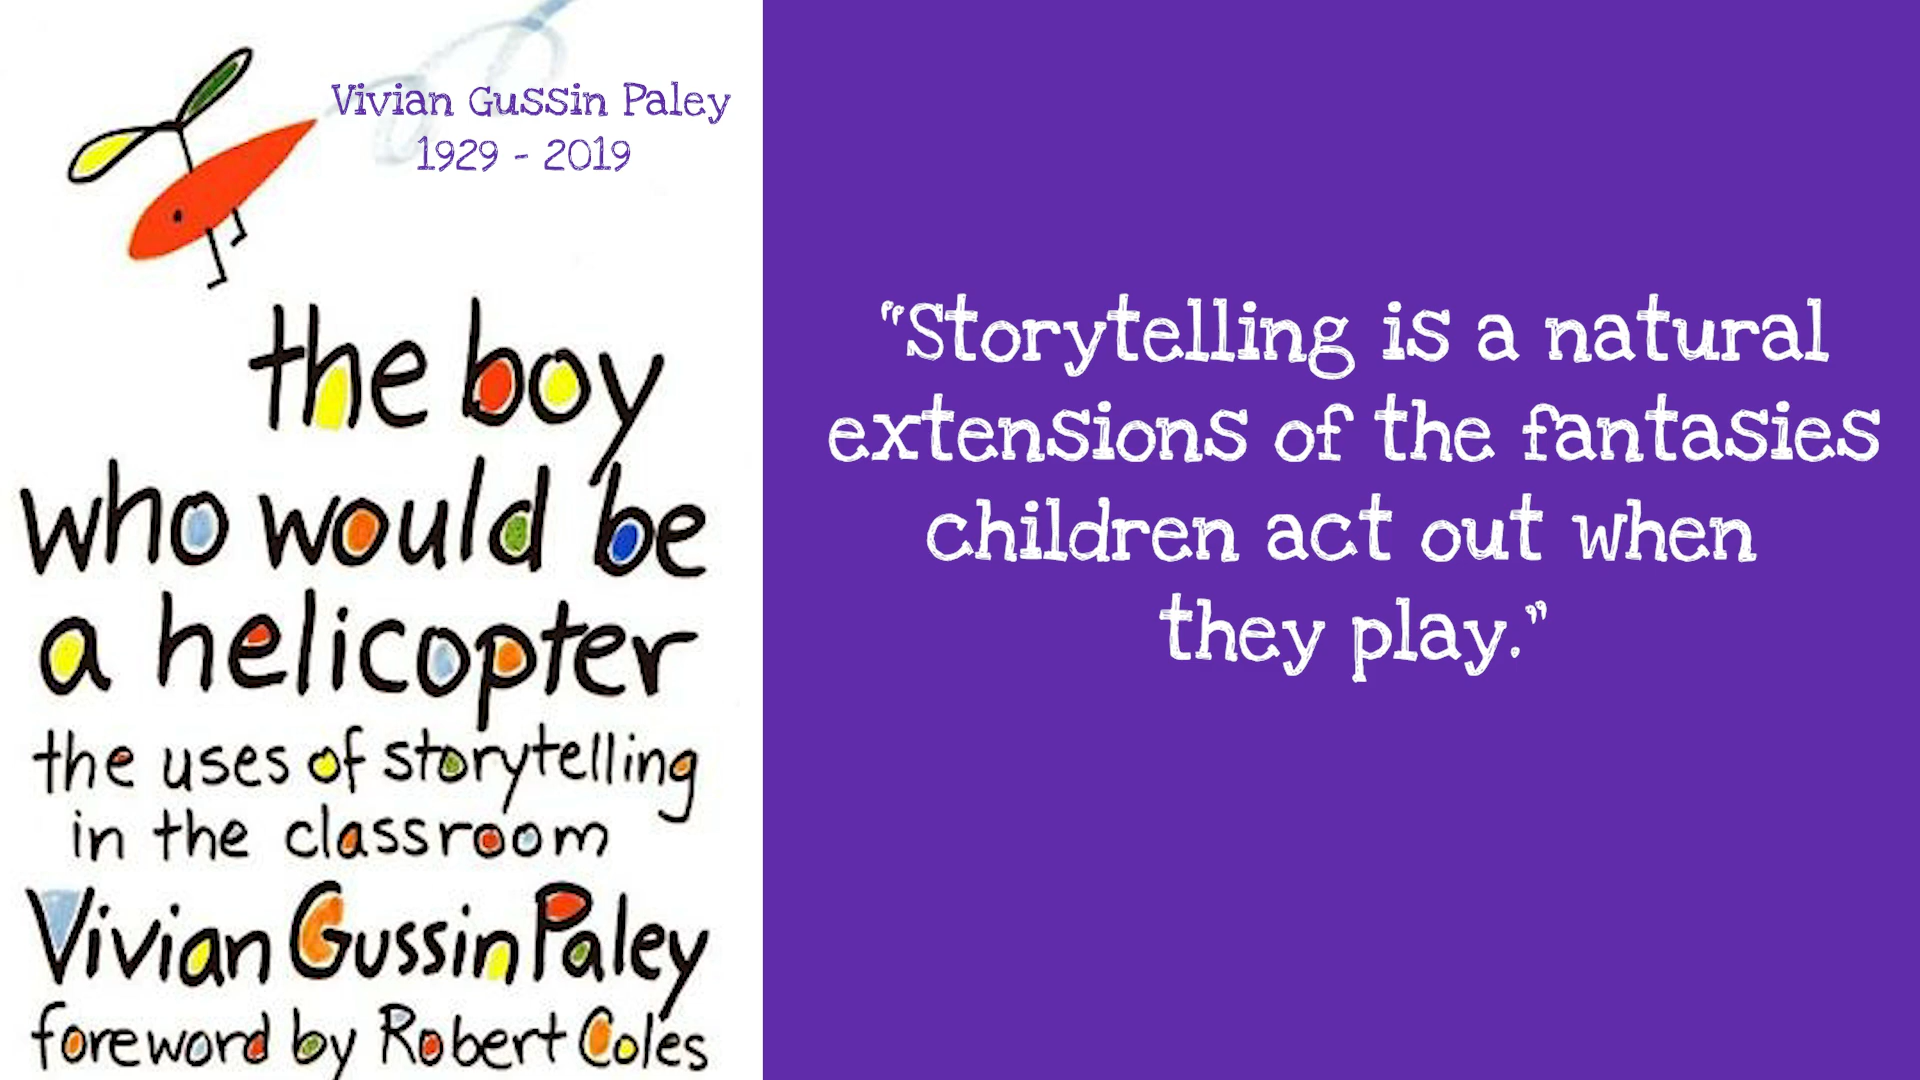 Vivian Gussin Paley
1929 - 2019
the boy
who would be
a helicopter
the uses of storytelling
in the classroom
Vivian Gussin Paley
foreword by Robert Coles
“Storytelling is a natural
extensions of the fantasies
children act out when
they play.”